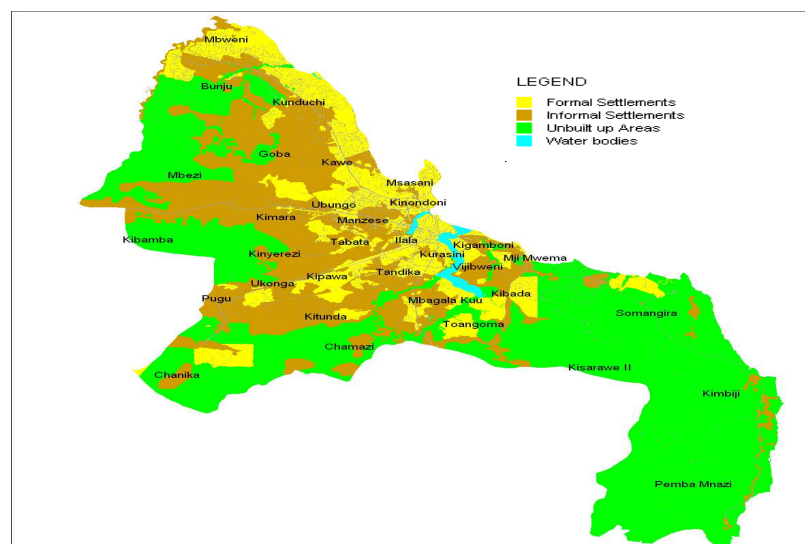 Mbweni
LEGEND
Formal Settlements
Informal Settlements
Unbuilt up Areas
Water bodies
Bunju
Kunduchi
Goba
Kawe
Mbezi
Msasani
Kinondoni
Ubungo
Kimara
Manzese
Kibamba
Tabata
Ilala
Kigamboni
Kinyerezi
Kurasini
Mji Mwema
Vijibweni
Kipawa
Tandika
Ukonga
Kibada
Pugu
Mbagala Kuu
Somangira
Kitunda
Toangoma
Chamazi
Kisarawe II
Chanika
Kimbiji
Pemba Mnazi